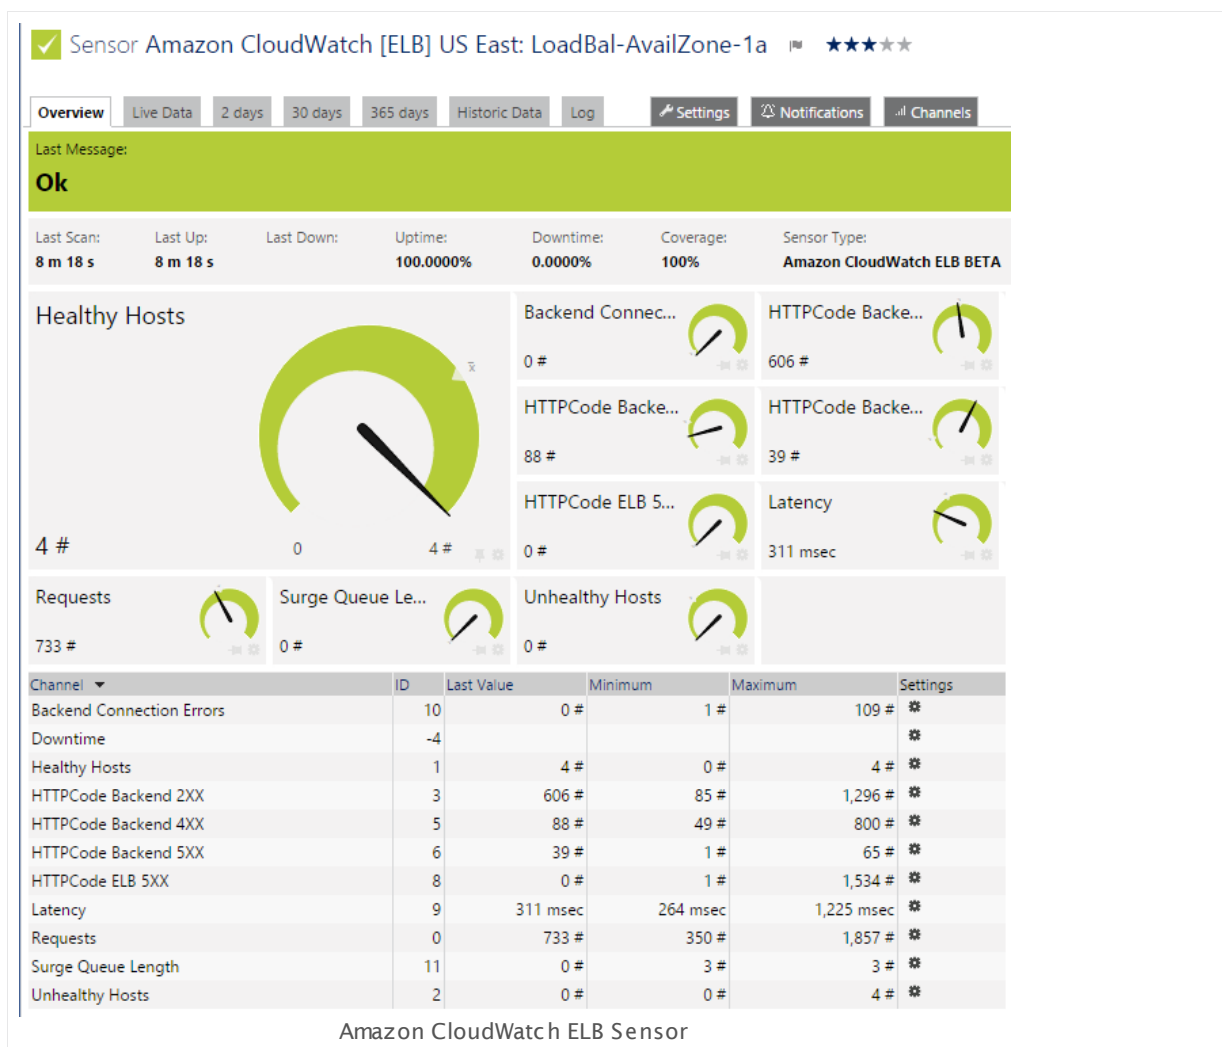 Sensor Amazon CloudWatch [ELB] US East: LoadBal-AvailZone-1a
Overview Live Data 2 days 30 days 365 days Historic Data Log Settings Notifications Channels
Last Message:
Ok
Last Scan: Last Up: Last Down: Uptime: Downtime: Coverage: Sensor Type:
8 m 18 s 8 m 18 s 100.0000% 0.0000% 100% Amazon CloudWatch ELB BETA
Healthy Hosts
4 #
0 4 #
Backend Connec...
0 #
HTTPCode Backe...
606 #
HTTPCode Backe...
88 #
HTTPCode Backe...
39 #
HTTPCode ELB 5...
0 #
Latency
311 msec
Requests
733 #
Surge Queue Le...
0 #
Unhealthy Hosts
0 #
Channel ID Last Value Minimum Maximum Settings
Backend Connection Errors 10 0 # 1 # 109 #
Downtime -4
Healthy Hosts 1 4 # 0 # 4 #
HTTPCode Backend 2XX 3 606 # 85 # 1,296 #
HTTPCode Backend 4XX 5 88 # 49 # 800 #
HTTPCode Backend 5XX 6 39 # 1 # 65 #
HTTPCode ELB 5XX 8 0 # 1 # 1,534 #
Latency 9 311 msec 264 msec 1,225 msec
Requests 0 733 # 350 # 1,857 #
Surge Queue Length 11 0 # 3 # 3 #
Unhealthy Hosts 2 0 # 0 # 4 #
Amazon CloudWatch ELB Sensor